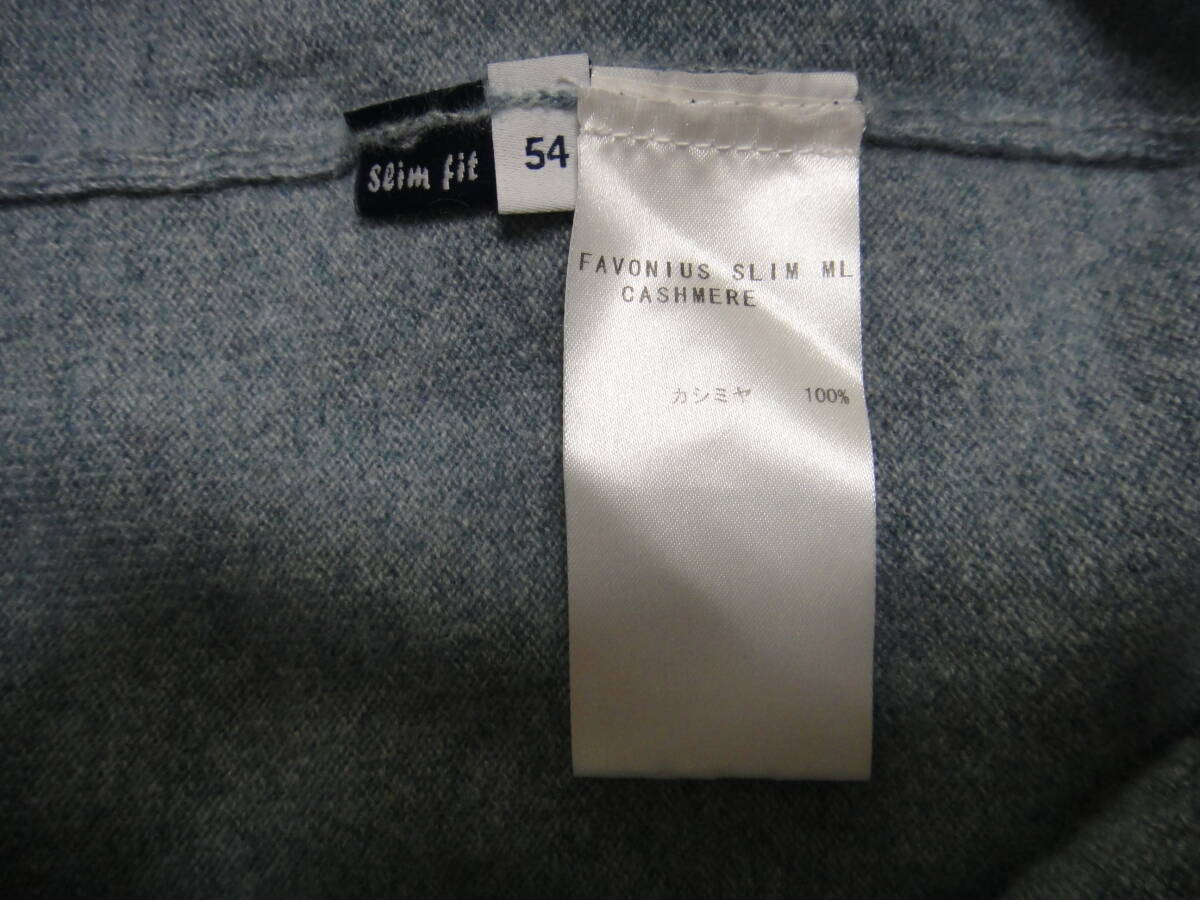 slim fit
54
FAVONIUS SLIM ML
CASHMERE
カシミヤ 100%